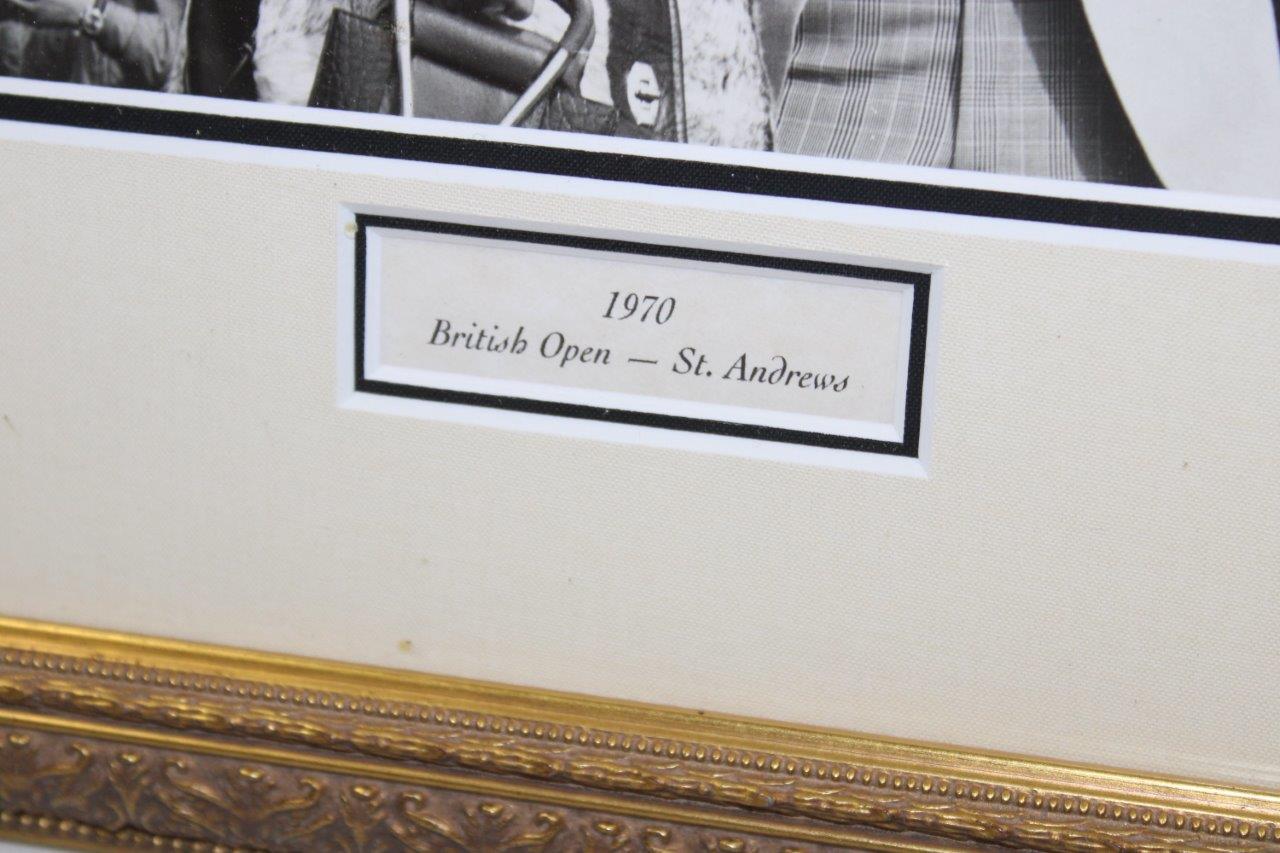 1970
British Open — St. Andrews